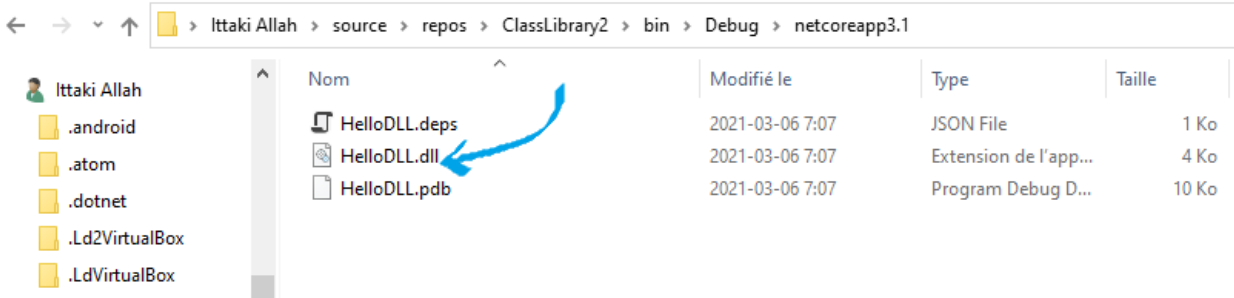 Ittaki Allah > source > repos > ClassLibrary2 > bin > Debug > netcoreapp3.1
Ittaki Allah
.android
.atom
.dotnet
.Ld2VirtualBox
.LdVirtualBox
Nom Modifié le Type Taille
HelloDLL.deps 2021-03-06 7:07 JSON File 1 Ko
HelloDLL.dll 2021-03-06 7:07 Extension de l'app... 4 Ko
HelloDLL.pdb 2021-03-06 7:07 Program Debug D... 10 Ko